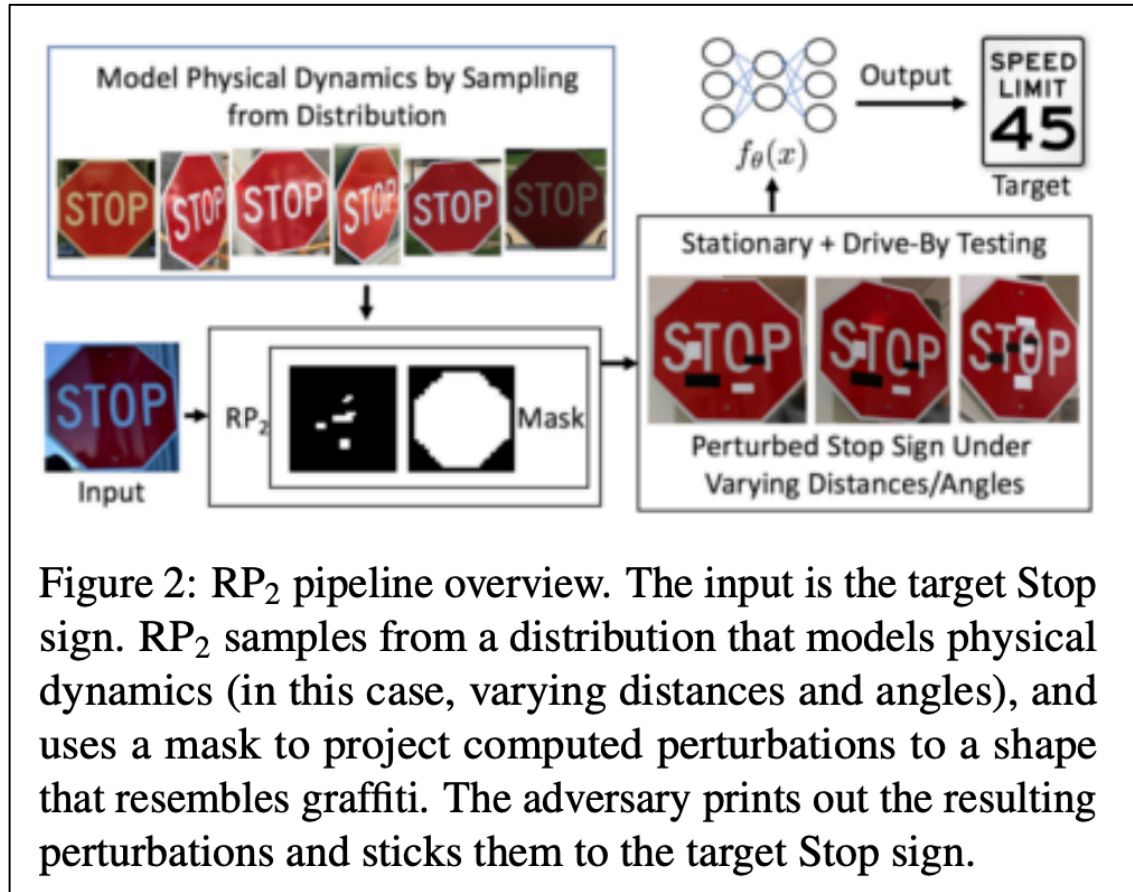 Model Physical Dynamics by Sampling
from Distribution
STOP
STOP
STOP
STOP
STOP
STOP
Output
SPEED
LIMIT
45
Target
fθ(x)
Stationary + Drive-By Testing
STOP
STOP
STOP
Perturbed Stop Sign Under
Varying Distances/Angles
STOP
Input
RP₂
Mask
Figure 2: RP₂ pipeline overview. The input is the target Stop
sign. RP₂ samples from a distribution that models physical
dynamics (in this case, varying distances and angles), and
uses a mask to project computed perturbations to a shape
that resembles graffiti. The adversary prints out the resulting
perturbations and sticks them to the target Stop sign.